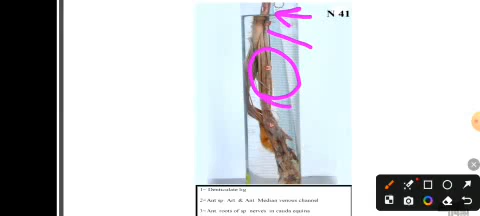 N 41
1= Denticulate lig
2=Ant sp. Art. & Ant. Median venous channel
3=Ant. roots of sp nerves in cauda equina